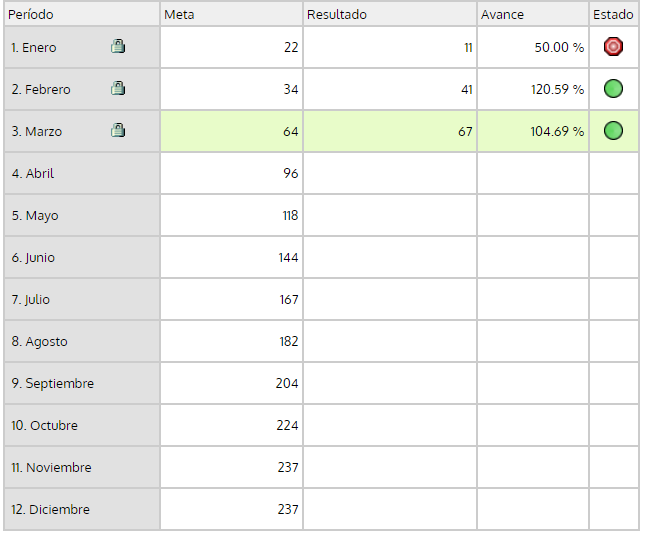 Período Meta Resultado Avance Estado
1. Enero 22 11 50.00 %
2. Febrero 34 41 120.59 %
3. Marzo 64 67 104.69 %
4. Abril 96
5. Mayo 118
6. Junio 144
7. Julio 167
8. Agosto 182
9. Septiembre 204
10. Octubre 224
11. Noviembre 237
12. Diciembre 237